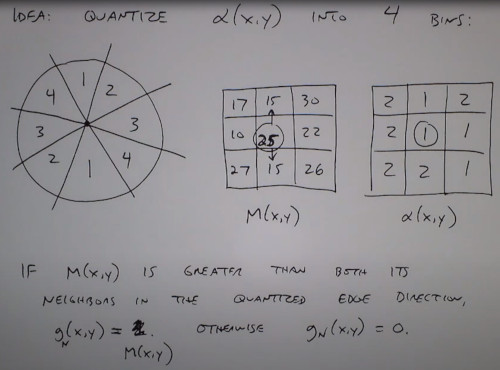 IDEA: QUANTIZE α(x,y) INTO 4 BINS:
1
4 2
3 3
2 4
1
17 15 30
10 25 22
27 15 26
M(x,y)
2 1 2
2 1 1
2 2 1
α(x,y)
IF M(x,y) IS GREATER THAN BOTH ITS
NEIGHBORS IN THE QUANTIZED EDGE DIRECTION,
g_N(x,y) = . OTHERWISE g_N(x,y) = 0.
M(x,y)